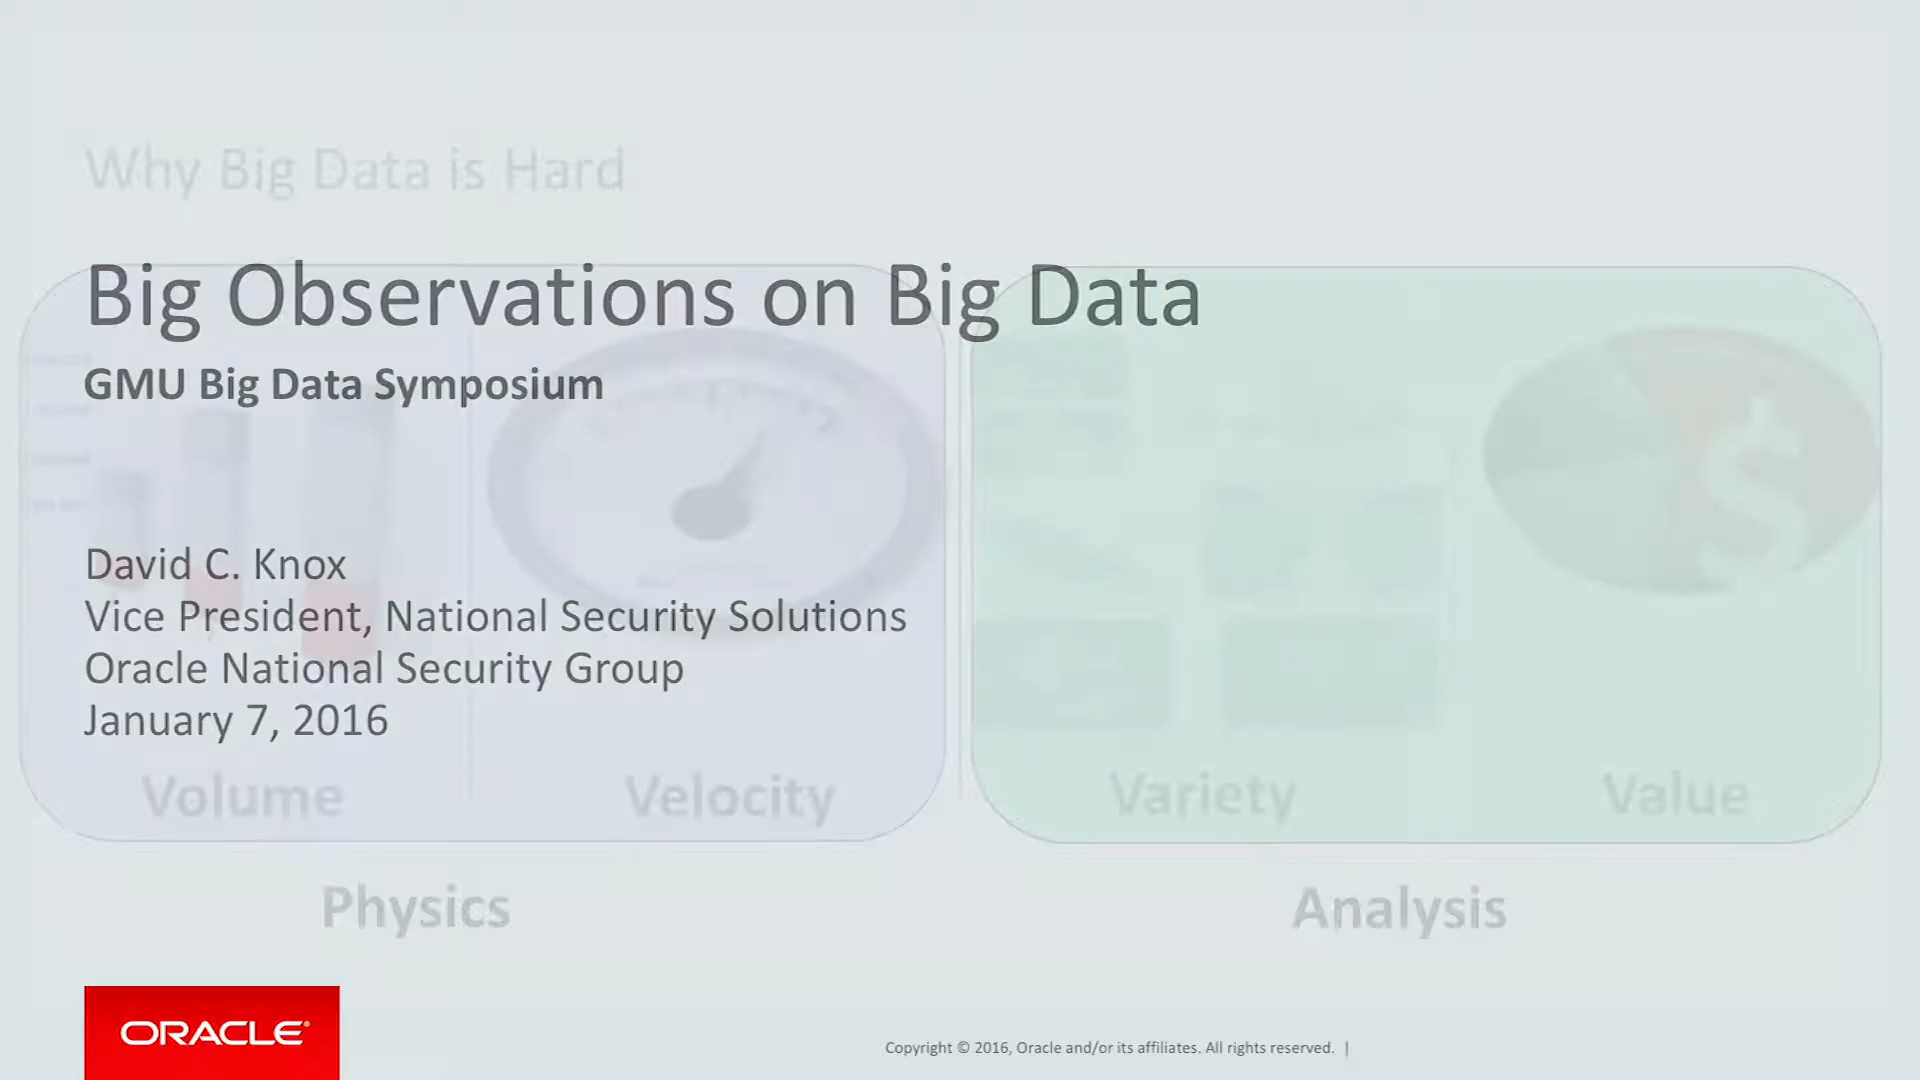 Why Big Data is Hard
Big Observations on Big Data
GMU Big Data Symposium
David C. Knox
Vice President, National Security Solutions
Oracle National Security Group
January 7, 2016
Volume
Velocity
Variety
Value
Physics
Analysis
ORACLE®
Copyright © 2016, Oracle and/or its affiliates. All rights reserved. |